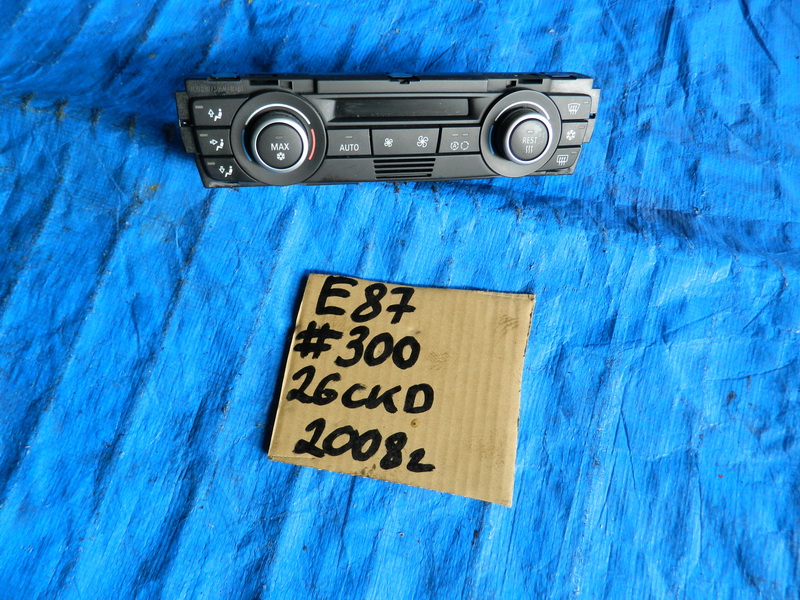 MAX
AUTO
REST
E87
#300
26CKD
2008г